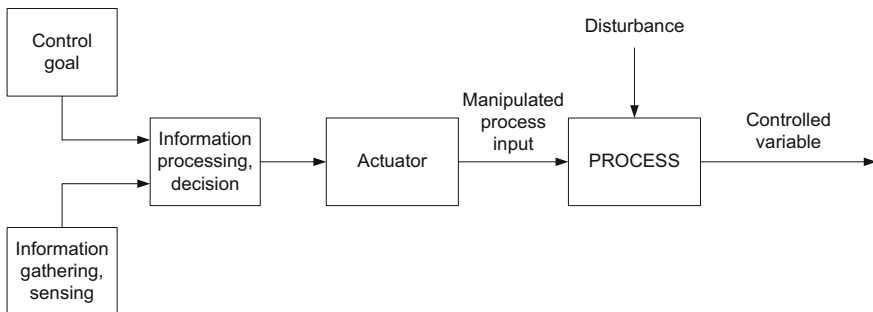 Control
goal
Information
gathering,
sensing
Information
processing,
decision
Actuator
Manipulated
process
input
Disturbance
PROCESS
Controlled
variable